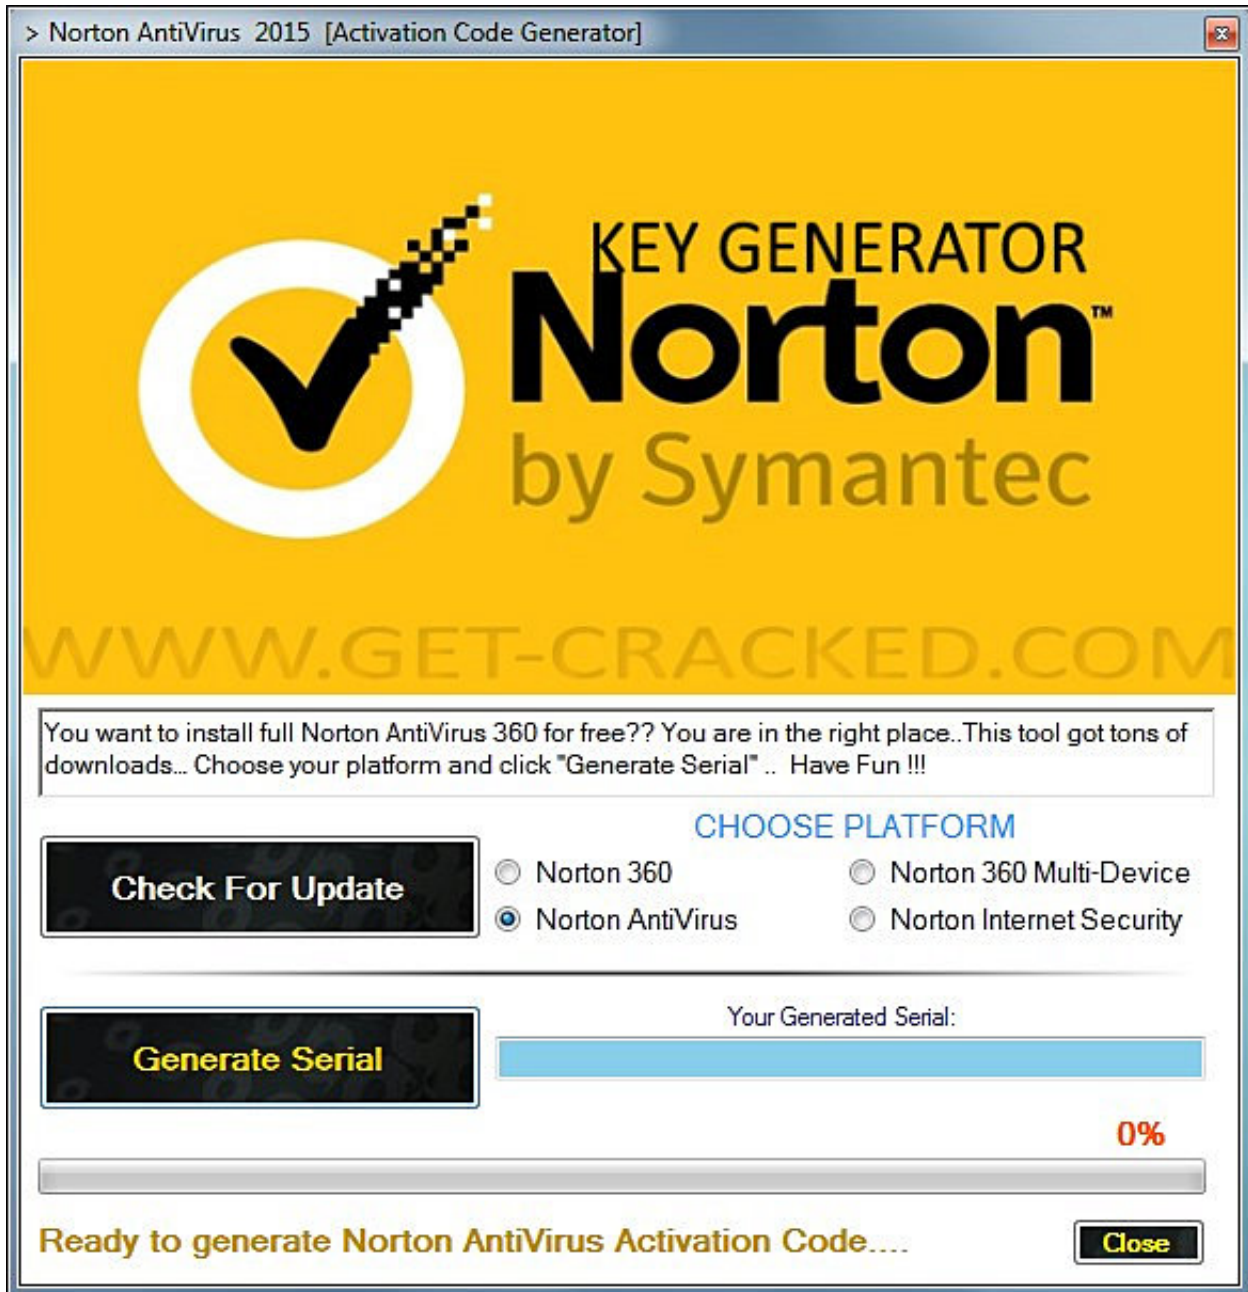 > Norton AntiVirus 2015 [Activation Code Generator]
KEY GENERATOR
Norton™
by Symantec
WWW.GET-CRACKED.COM
You want to install full Norton AntiVirus 360 for free?? You are in the right place..This tool got tons of
downloads... Choose your platform and click "Generate Serial" .. Have Fun !!!
CHOOSE PLATFORM
Check For Update
Norton 360
Norton 360 Multi-Device
Norton AntiVirus
Norton Internet Security
Your Generated Serial:
Generate Serial
0%
Ready to generate Norton AntiVirus Activation Code....
Close